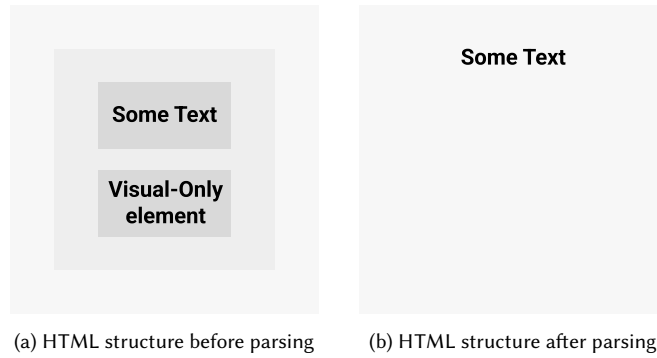 Some Text
Visual-Only
element
(a) HTML structure before parsing
Some Text
(b) HTML structure after parsing